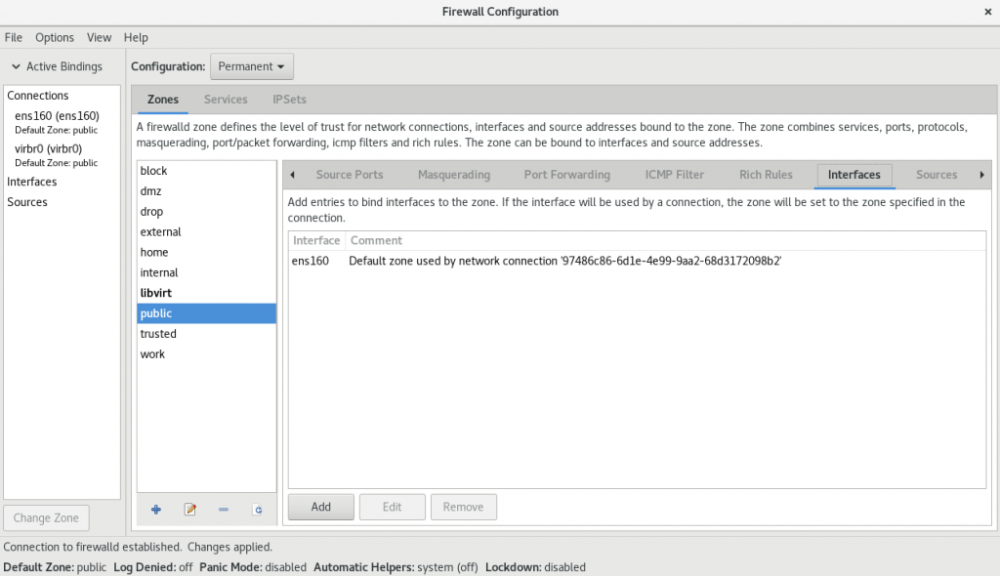 Firewall Configuration
File Options View Help
Active Bindings
Configuration: Permanent
Connections
ens160 (ens160)
Default Zone: public
virbr0 (virbr0)
Default Zone: public
Interfaces
Sources
Change Zone
Zones Services IPSets
A firewalld zone defines the level of trust for network connections, interfaces and source addresses bound to the zone. The zone combines services, ports, protocols,
masquerading, port/packet forwarding, icmp filters and rich rules. The zone can be bound to interfaces and source addresses.
block
dmz
drop
external
home
internal
libvirt
public
trusted
work
Source Ports Masquerading Port Forwarding ICMP Filter Rich Rules Interfaces Sources
Add entries to bind interfaces to the zone. If the interface will be used by a connection, the zone will be set to the zone specified in the
connection.
Interface Comment
ens160 Default zone used by network connection '97486c86-6d1e-4e99-9aa2-68d3172098b2'
Add Edit Remove
Connection to firewalld established. Changes applied.
Default Zone: public Log Denied: off Panic Mode: disabled Automatic Helpers: system (off) Lockdown: disabled